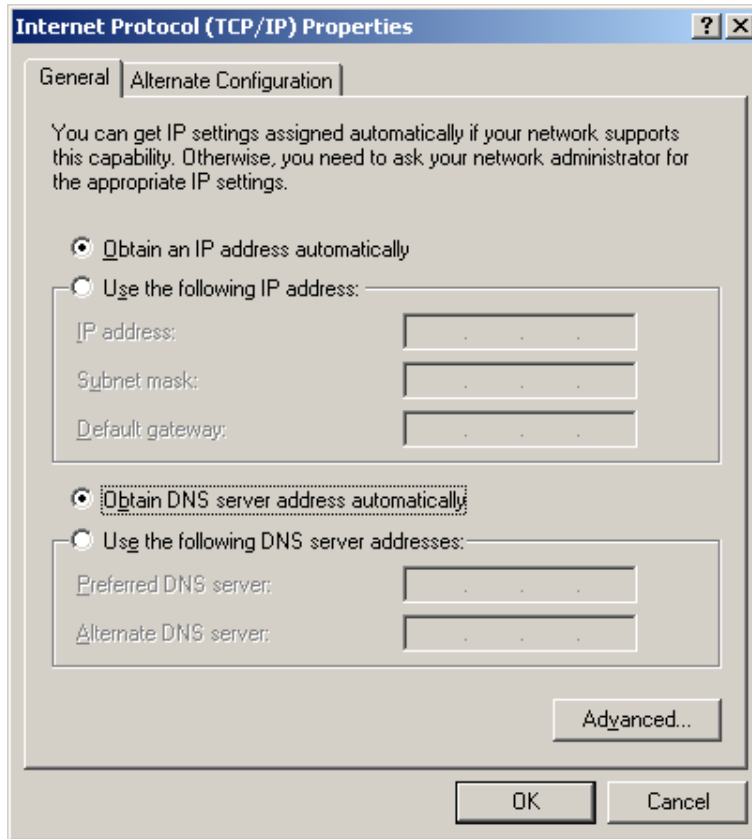 Internet Protocol (TCP/IP) Properties
General
Alternate Configuration
You can get IP settings assigned automatically if your network supports
this capability. Otherwise, you need to ask your network administrator for
the appropriate IP settings.
Obtain an IP address automatically
Use the following IP address:
IP address:
Subnet mask:
Default gateway:
Obtain DNS server address automatically
Use the following DNS server addresses:
Preferred DNS server:
Alternate DNS server:
Advanced...
OK
Cancel